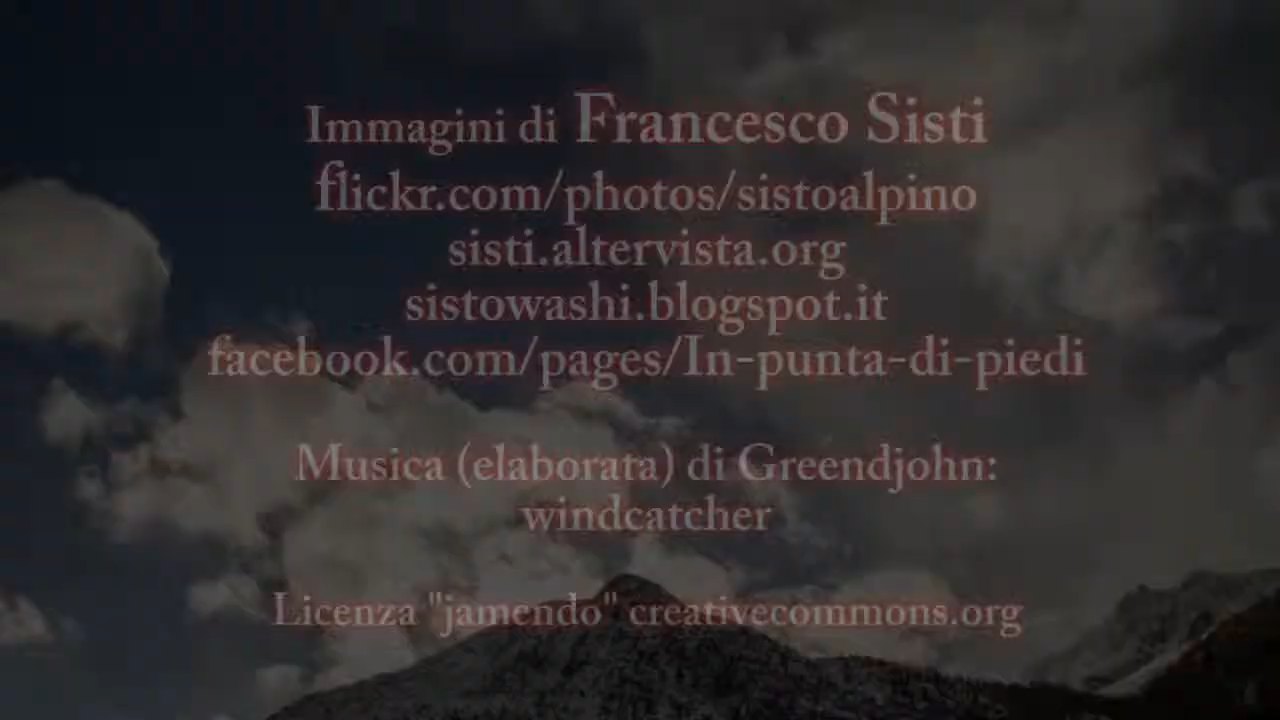 Immagini di Francesco Sisti
flickr.com/photos/sistoalpino
sisti.altervista.org
sistowashi.blogspot.it
facebook.com/pages/In-punta-di-piedi
Musica (elaborata) di Greendjohn:
windcatcher
Licenza "jamendo" creativecommons.org